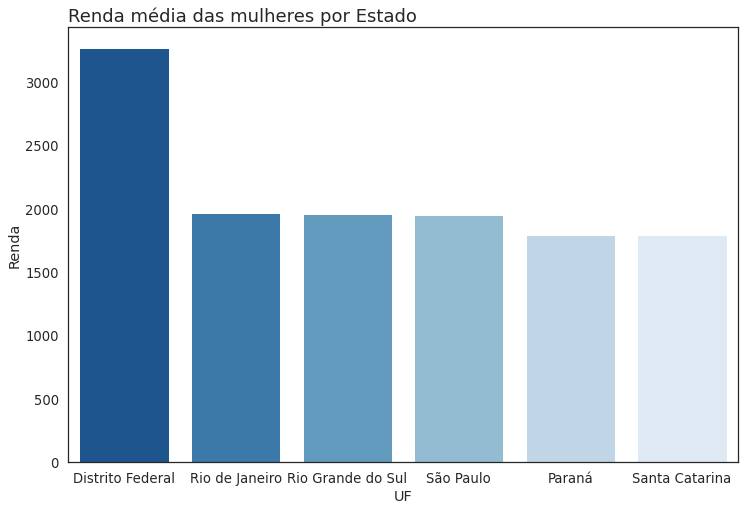 Renda média das mulheres por Estado
Renda
3000
2500
2000
1500
1000
500
0
Distrito Federal Rio de Janeiro Rio Grande do Sul São Paulo Paraná Santa Catarina
UF